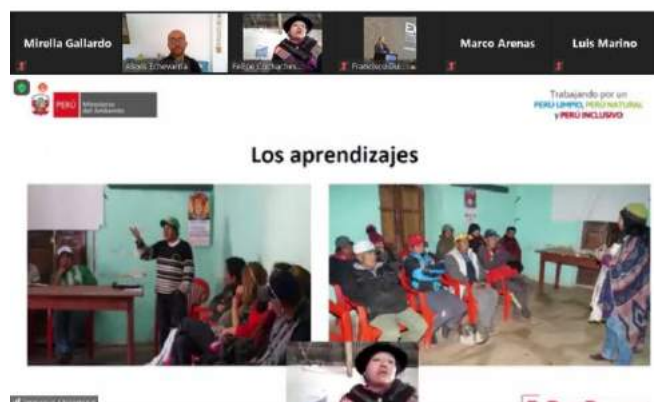 Mirella Gallardo
Marco Arenas
Luis Marino
PERÚ
Ministerio
del Ambiente
Trabajando por un
PERÚ LIMPIO, PERÚ NATURAL
y PERÚ INCLUSIVO
Los aprendizajes